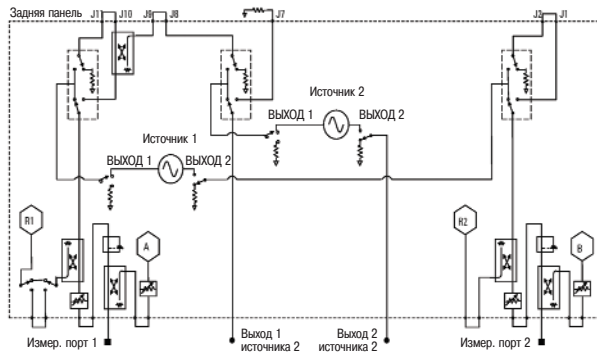 Задняя панель
J11 J10 J9 J8 J7 J2 J1
Источник 2
ВЫХОД 1 ВЫХОД 2
Источник 1
ВЫХОД 1 ВЫХОД 2
R1 A R2 B
Измер. порт 1
Выход 1
источника 2
Выход 2
источника 2
Измер. порт 2